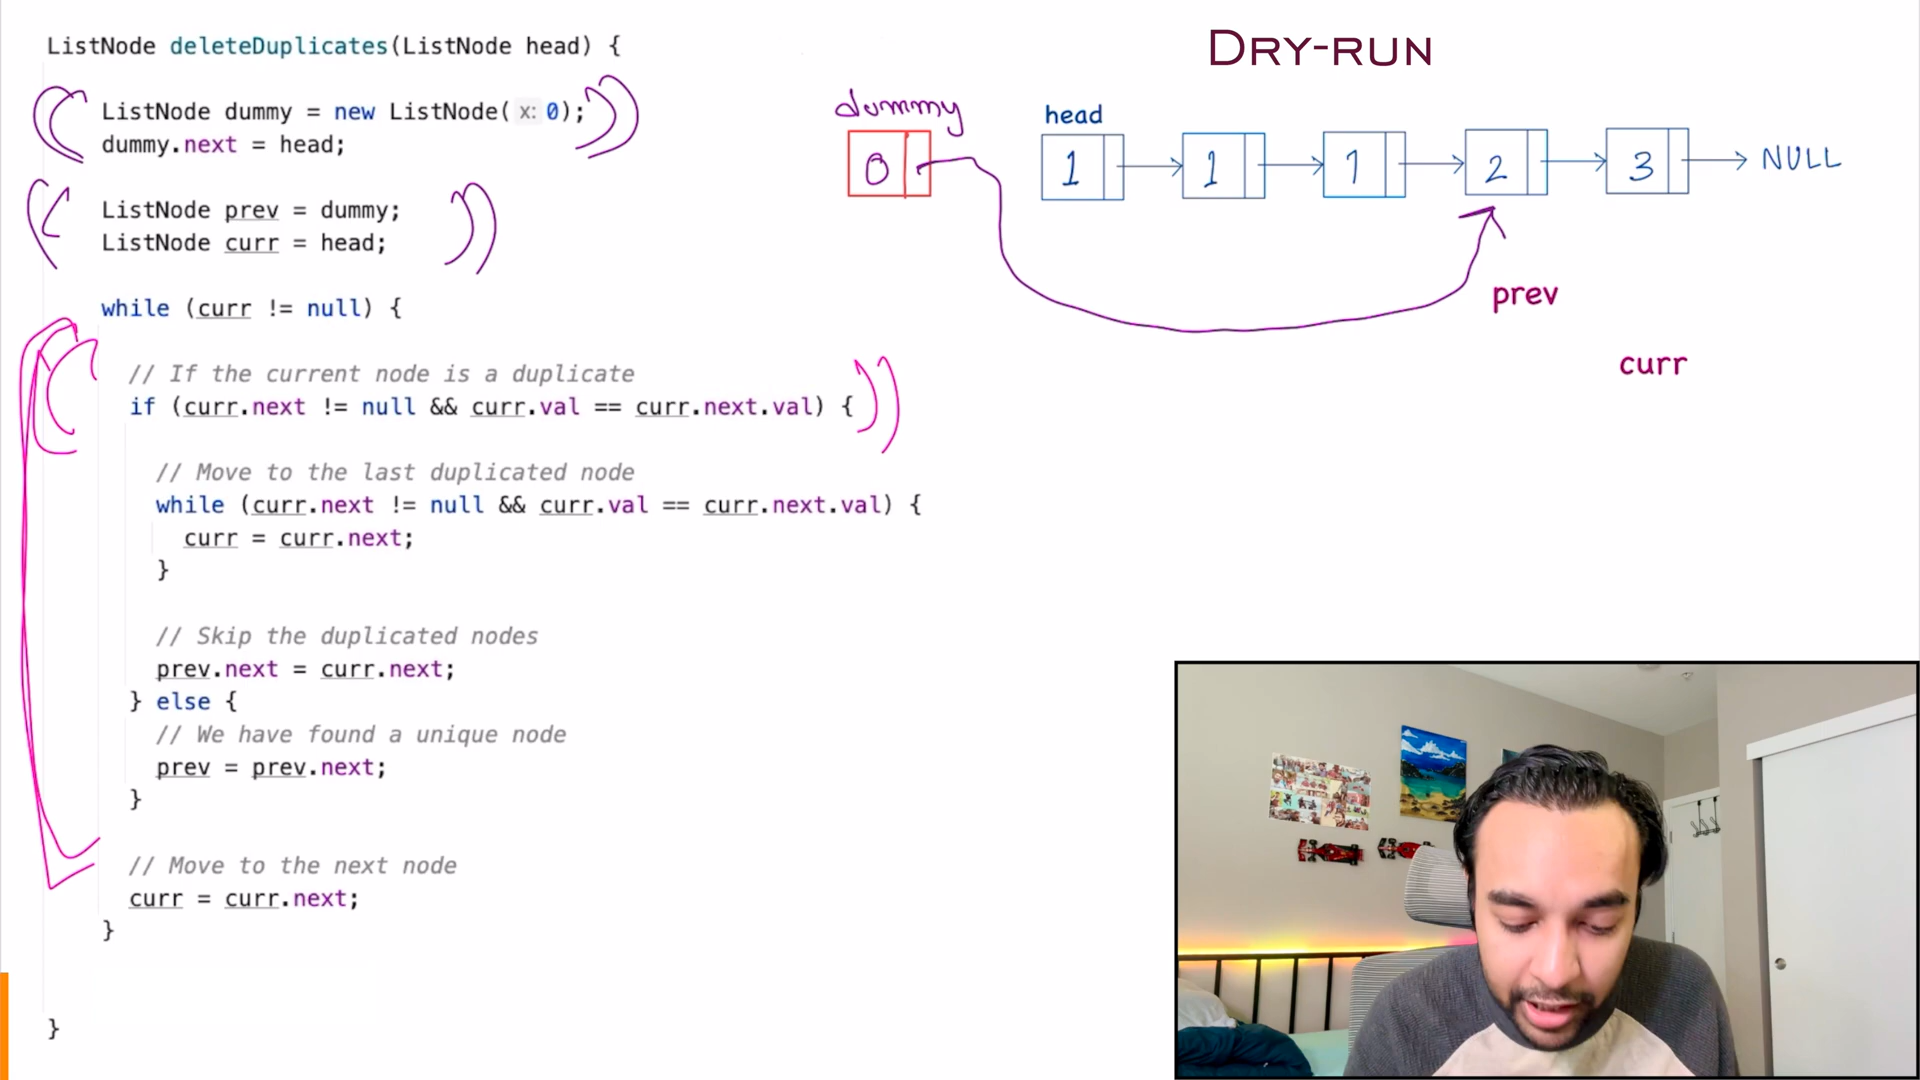 ListNode deleteDuplicates(ListNode head) {
ListNode dummy = new ListNode( x: 0);
dummy.next = head;
ListNode prev = dummy;
ListNode curr = head;
while (curr != null) {
// If the current node is a duplicate
if (curr.next != null && curr.val == curr.next.val) {
// Move to the last duplicated node
while (curr.next != null && curr.val == curr.next.val) {
curr = curr.next;
}
// Skip the duplicated nodes
prev.next = curr.next;
} else {
// We have found a unique node
prev = prev.next;
}
// Move to the next node
curr = curr.next;
}
}
DRY-RUN
dummy
head
0 1 1 1 2 3 NULL
prev
curr